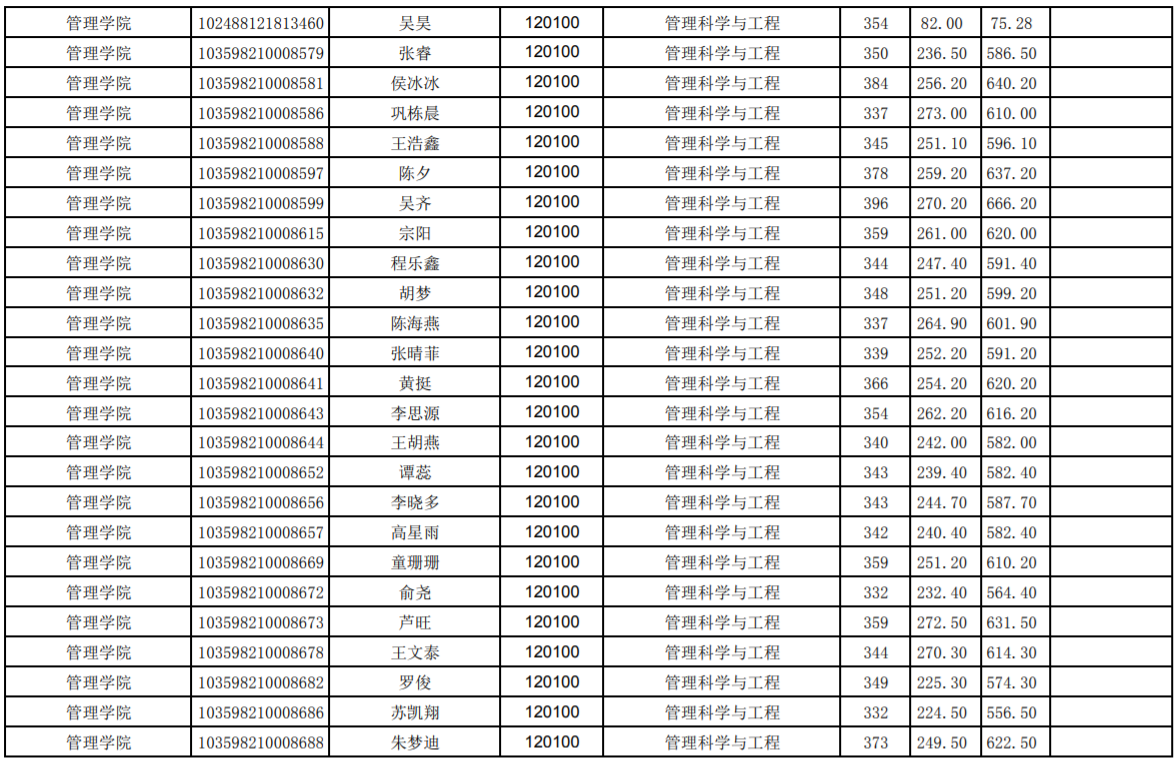 管理学院 102488121813460 吴昊 120100 管理科学与工程 354 82.00 75.28
管理学院 103598210008579 张睿 120100 管理科学与工程 350 236.50 586.50
管理学院 103598210008581 侯冰冰 120100 管理科学与工程 384 256.20 640.20
管理学院 103598210008586 巩栋晨 120100 管理科学与工程 337 273.00 610.00
管理学院 103598210008588 王浩鑫 120100 管理科学与工程 345 251.10 596.10
管理学院 103598210008597 陈夕 120100 管理科学与工程 378 259.20 637.20
管理学院 103598210008599 吴齐 120100 管理科学与工程 396 270.20 666.20
管理学院 103598210008615 宗阳 120100 管理科学与工程 359 261.00 620.00
管理学院 103598210008630 程乐鑫 120100 管理科学与工程 344 247.40 591.40
管理学院 103598210008632 胡梦 120100 管理科学与工程 348 251.20 599.20
管理学院 103598210008635 陈海燕 120100 管理科学与工程 337 264.90 601.90
管理学院 103598210008640 张晴菲 120100 管理科学与工程 339 252.20 591.20
管理学院 103598210008641 黄挺 120100 管理科学与工程 366 254.20 620.20
管理学院 103598210008643 李思源 120100 管理科学与工程 354 262.20 616.20
管理学院 103598210008644 王胡燕 120100 管理科学与工程 340 242.00 582.00
管理学院 103598210008652 谭蕊 120100 管理科学与工程 343 239.40 582.40
管理学院 103598210008656 李晓多 120100 管理科学与工程 343 244.70 587.70
管理学院 103598210008657 高星雨 120100 管理科学与工程 342 240.40 582.40
管理学院 103598210008669 童珊珊 120100 管理科学与工程 359 251.20 610.20
管理学院 103598210008672 俞尧 120100 管理科学与工程 332 232.40 564.40
管理学院 103598210008673 芦旺 120100 管理科学与工程 359 272.50 631.50
管理学院 103598210008678 王文泰 120100 管理科学与工程 344 270.30 614.30
管理学院 103598210008682 罗俊 120100 管理科学与工程 349 225.30 574.30
管理学院 103598210008686 苏凯翔 120100 管理科学与工程 332 224.50 556.50
管理学院 103598210008688 朱梦迪 120100 管理科学与工程 373 249.50 622.50